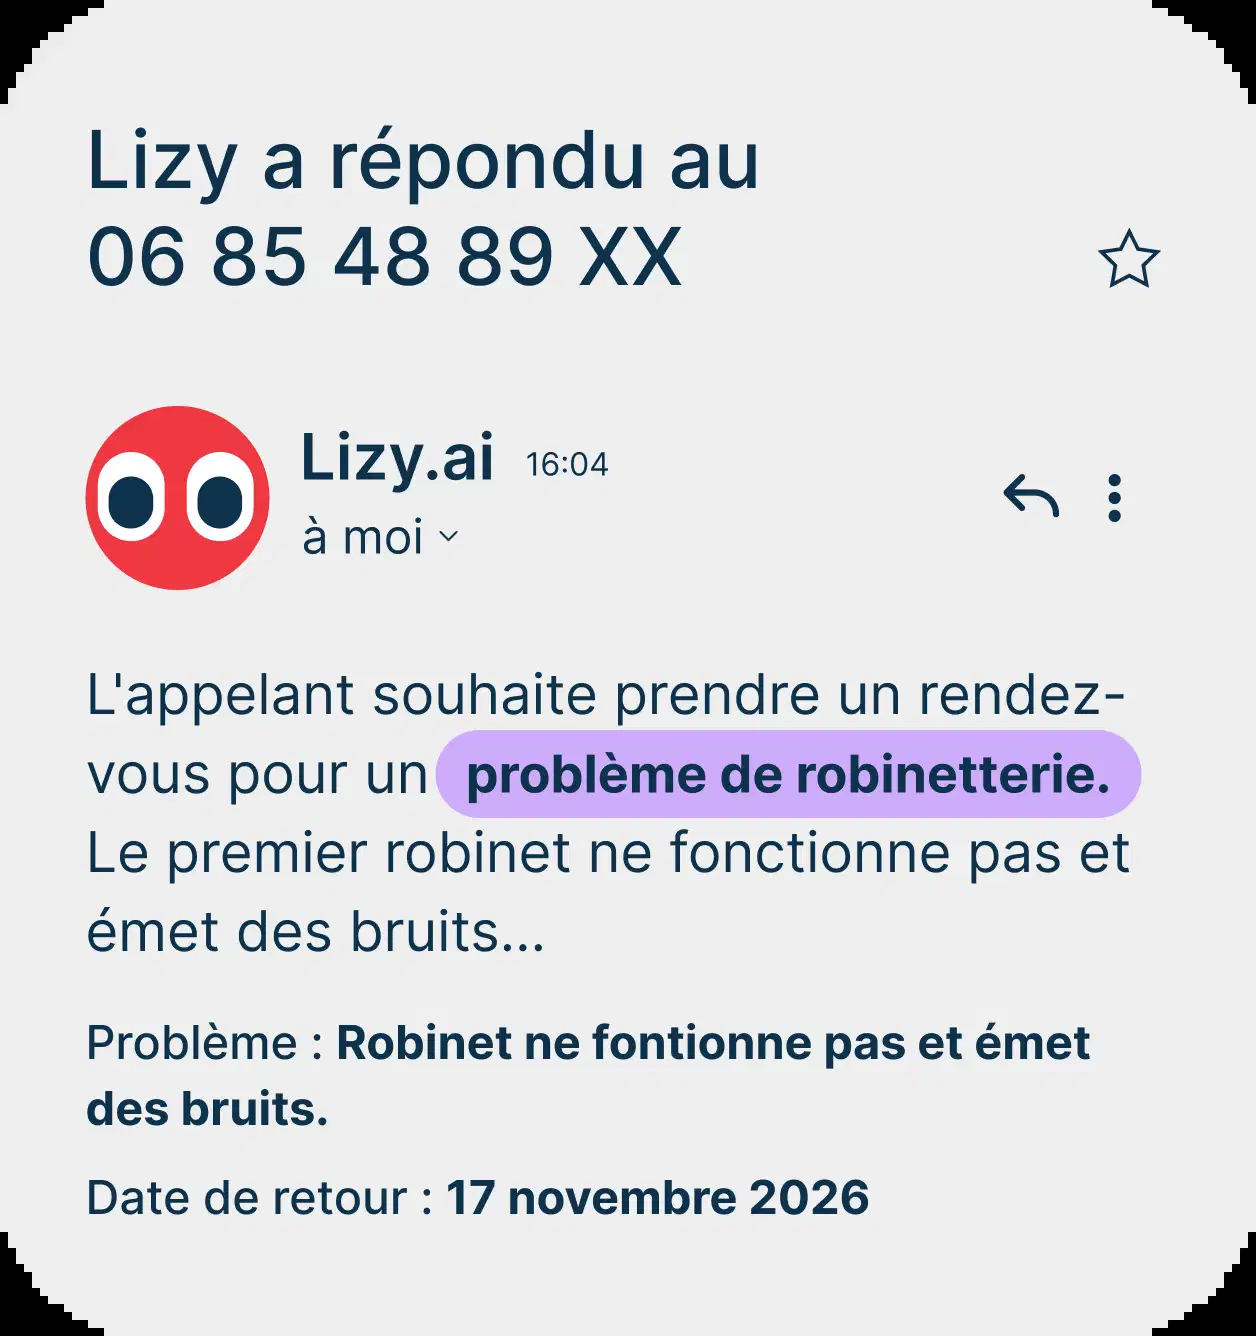 Lizy a répondu au
06 85 48 89 XX
Lizy.ai 16:04
à moi
L'appelant souhaite prendre un rendez-
vous pour un problème de robinetterie.
Le premier robinet ne fonctionne pas et
émet des bruits...
Problème : Robinet ne fontionne pas et émet
des bruits.
Date de retour : 17 novembre 2026